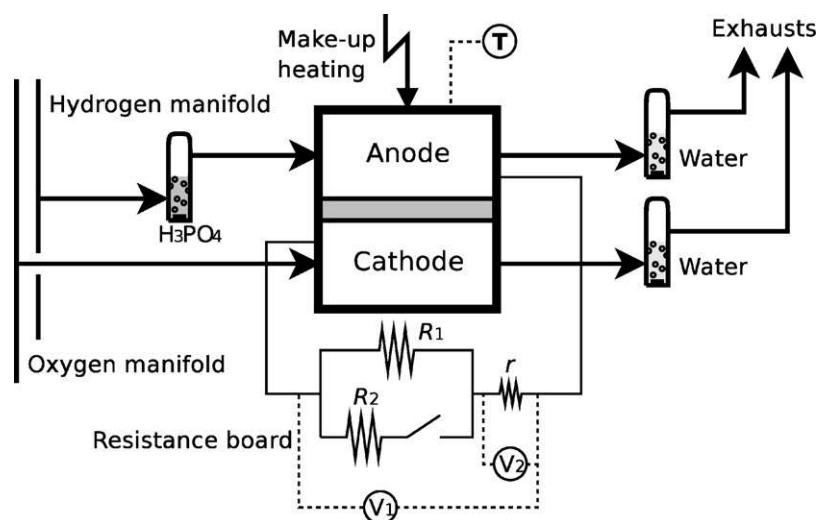 Make-up
heating
T
Exhausts
Hydrogen manifold
Anode
Water
H3PO4
Cathode
Water
Oxygen manifold
R1
r
R2
Resistance board
V2
V1